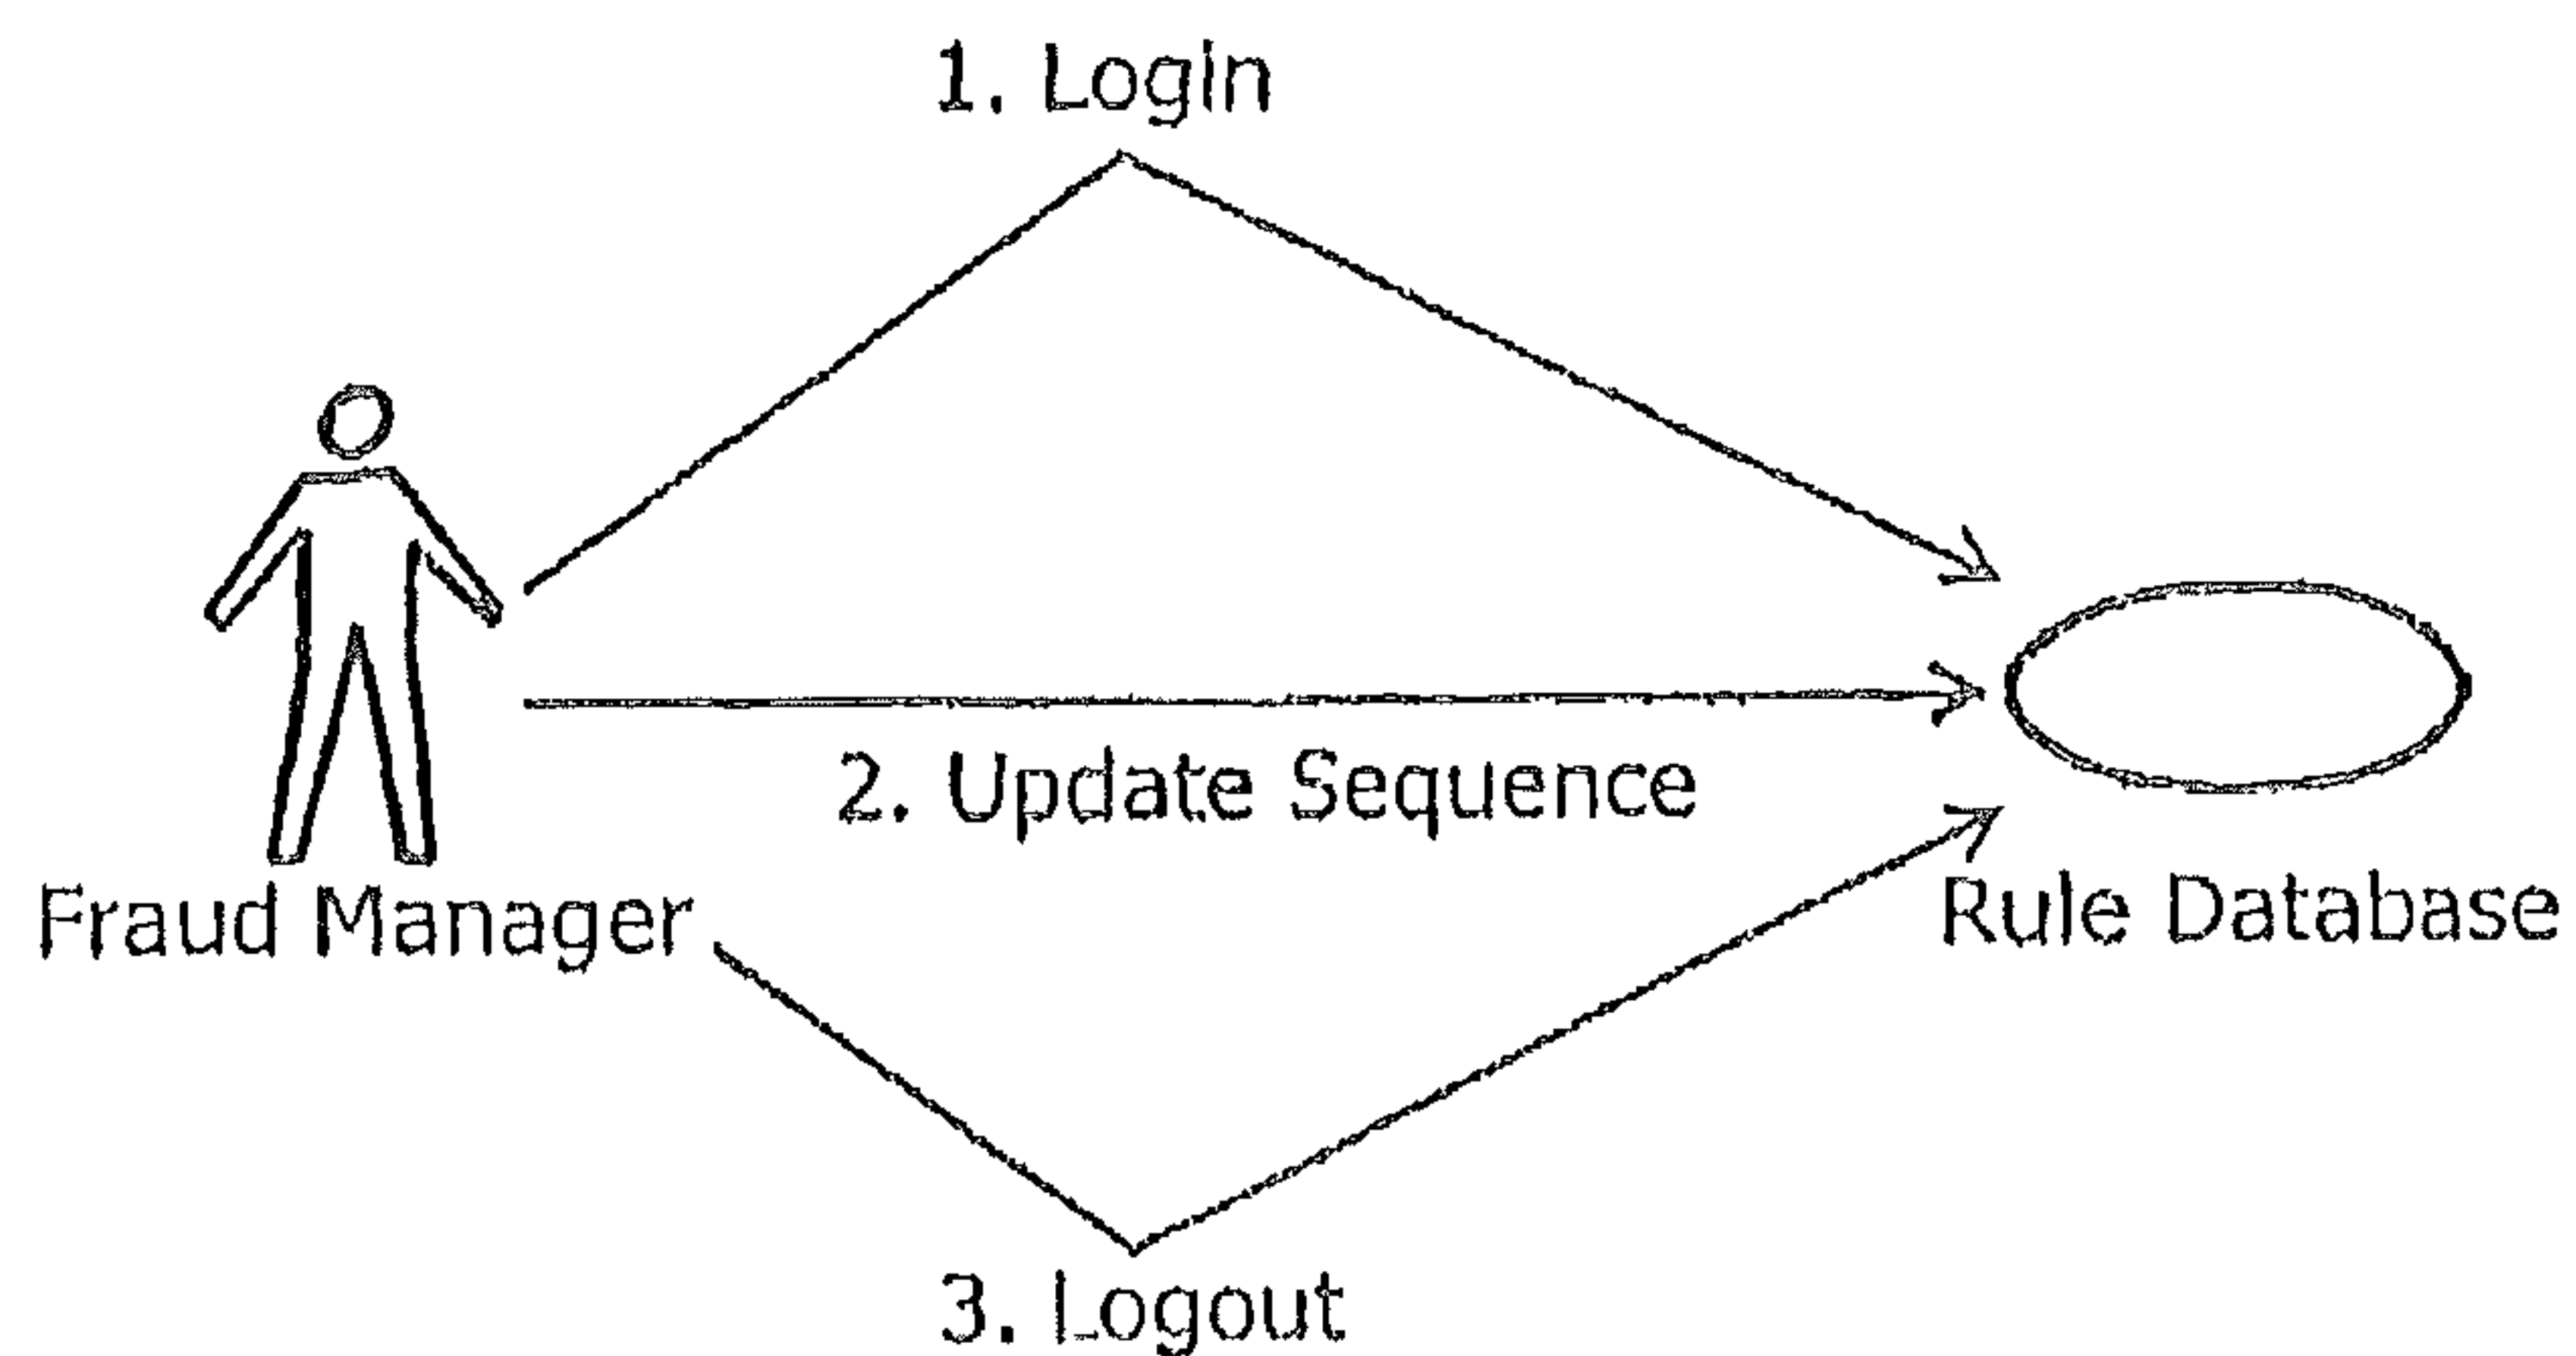 1. Login
2. Update Sequence
Fraud Manager
Rule Database
3. Logout